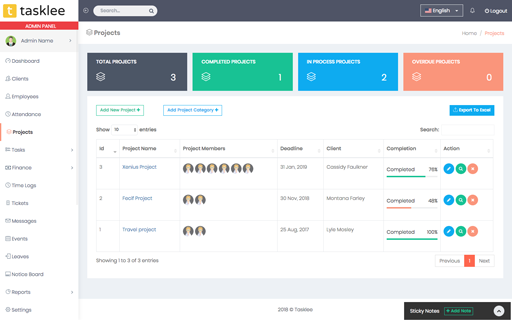 tasklee
Search...
English
Logout
ADMIN PANEL
Admin Name
Projects
Home / Projects
Dashboard
Clients
Employees
Attendance
Projects
Tasks
Finance
Time Logs
Tickets
Messages
Events
Leaves
Notice Board
Reports
Settings
TOTAL PROJECTS
3
COMPLETED PROJECTS
1
IN PROCESS PROJECTS
2
OVERDUE PROJECTS
0
Add New Project +
Add Project Category +
Export To Excel
Show 10 entries
Search:
Id Project Name Project Members Deadline Client Completion Action
3 Xenius Project 31 Jan, 2019 Cassidy Faulkner Completed 76%
2 Facif Project 30 Nov, 2018 Montana Farley Completed 48%
1 Travel project 25 Aug, 2017 Lyle Mosley Completed 100%
Showing 1 to 3 of 3 entries
Previous 1 Next
2018 © Tasklee
Sticky Notes
+ Add Note